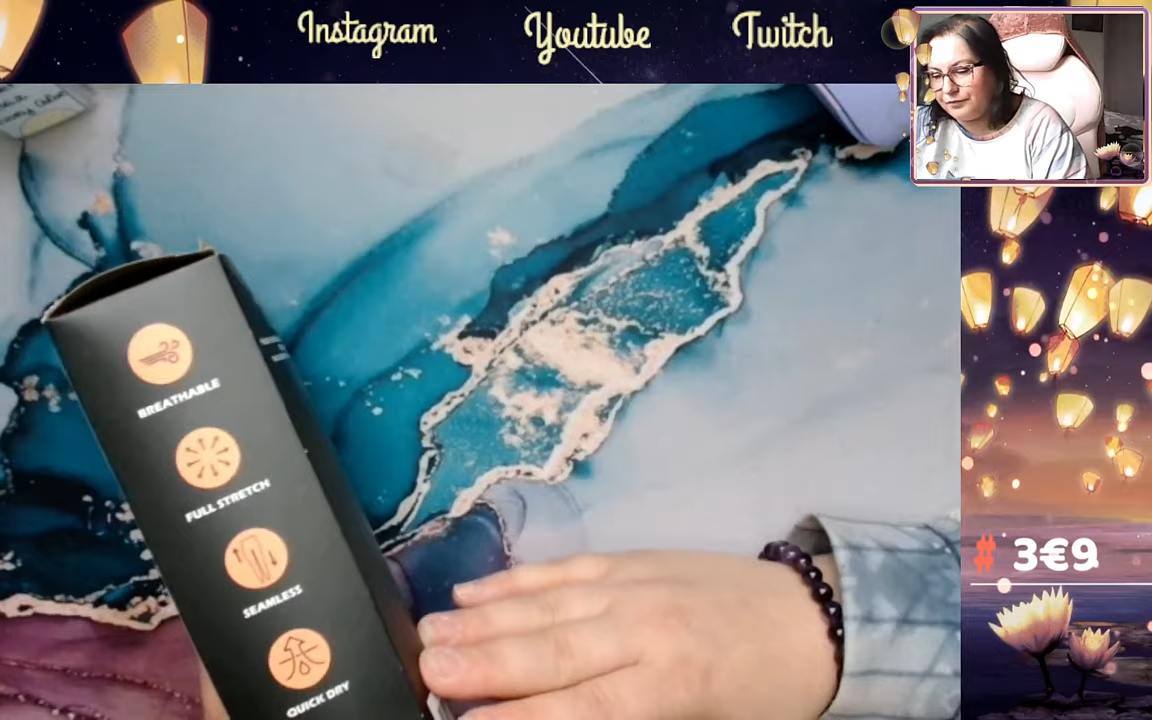 Instagram Youtube Twitch
BREATHABLE
FULL STRETCH
SEAMLESS
QUICK DRY
# 3€9